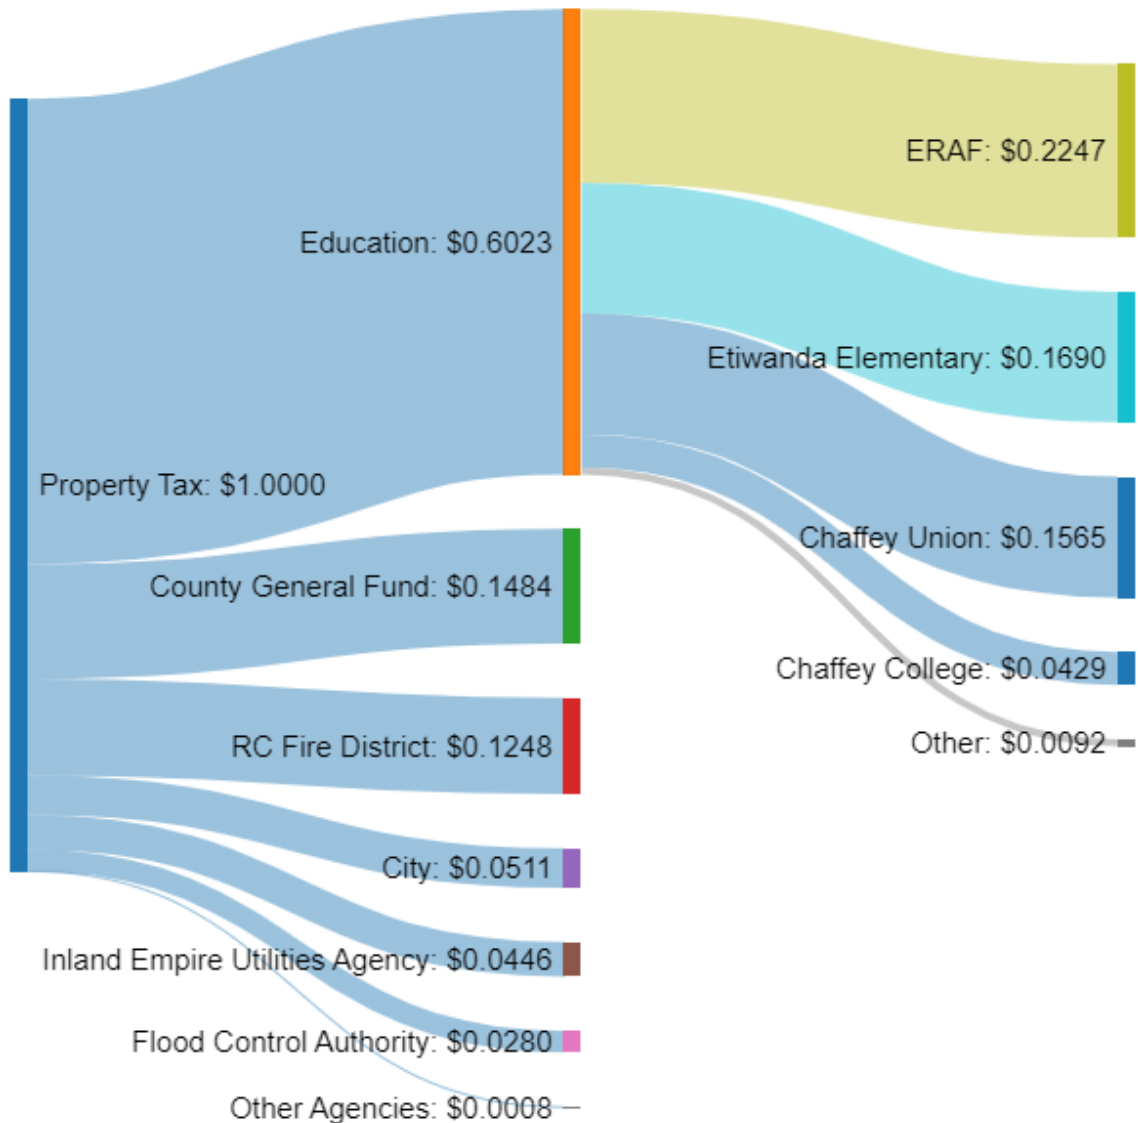 Property Tax: $1.0000
Education: $0.6023
County General Fund: $0.1484
RC Fire District: $0.1248
City: $0.0511
Inland Empire Utilities Agency: $0.0446
Flood Control Authority: $0.0280
Other Agencies: $0.0008
ERAF: $0.2247
Etiwanda Elementary: $0.1690
Chaffey Union: $0.1565
Chaffey College: $0.0429
Other: $0.0092